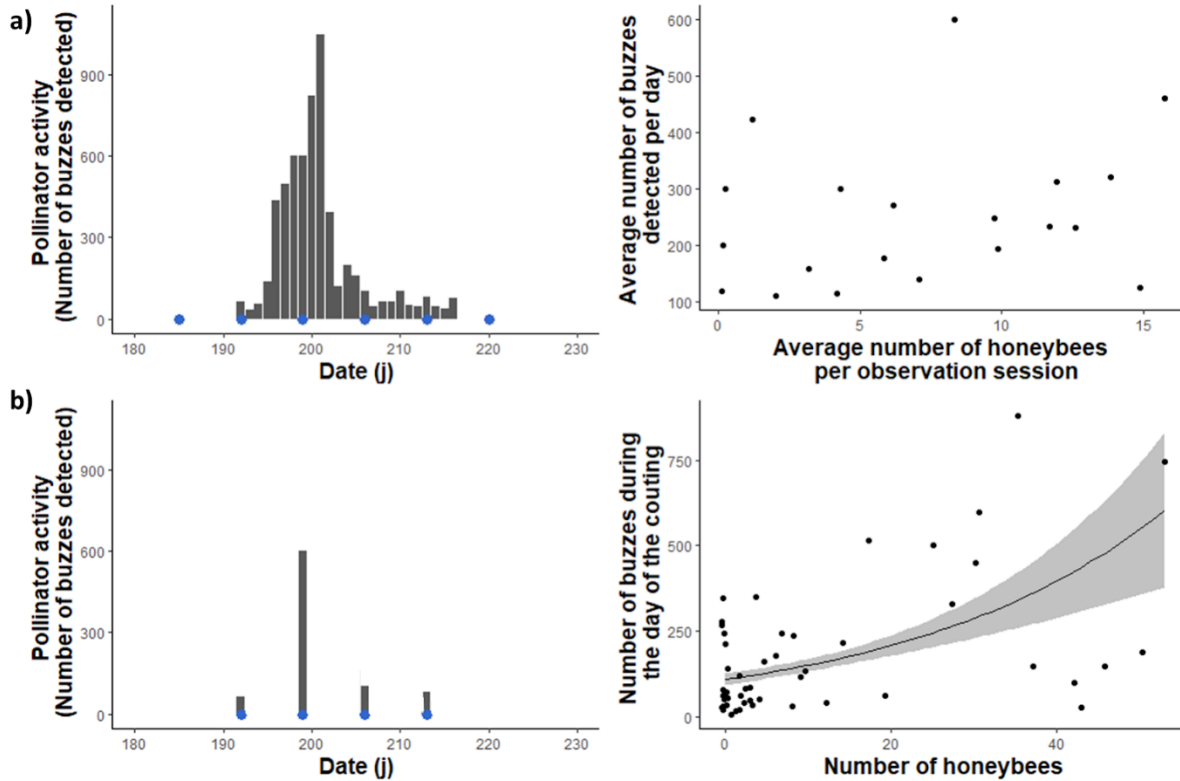 a)
Pollinator activity
(Number of buzzes detected)
900
600
300
0
180
190
200
210
220
230
Date (j)
Average number of buzzes
detected per day
600
500
400
300
200
100
0
5
10
15
Average number of honeybees
per observation session
b)
Pollinator activity
(Number of buzzes detected)
900
600
300
0
180
190
200
210
220
230
Date (j)
Number of buzzes during
the day of the couting
750
500
250
0
0
20
40
Number of honeybees